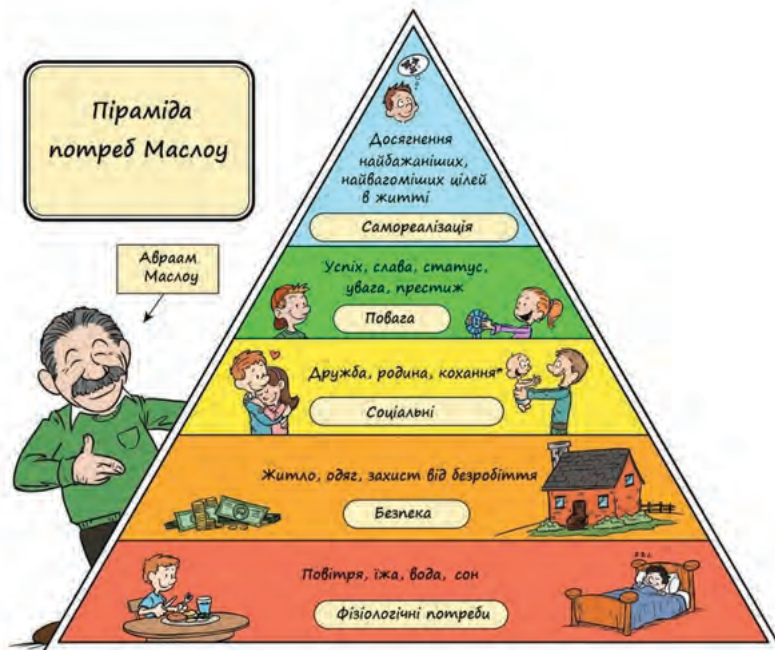 Піраміда
потреб Маслоу
Авраам
Маслоу
Досягнення
найбажаніших,
найвагоміших цілей
в житті
Самореалізація
Успіх, слава, статус,
увага, престиж
Повага
Дружба, родина, кохання*
Соціальні
Житло, одяг, захист від безробіття
Безпека
Повітря, їжа, вода, сон
Фізіологічні потреби